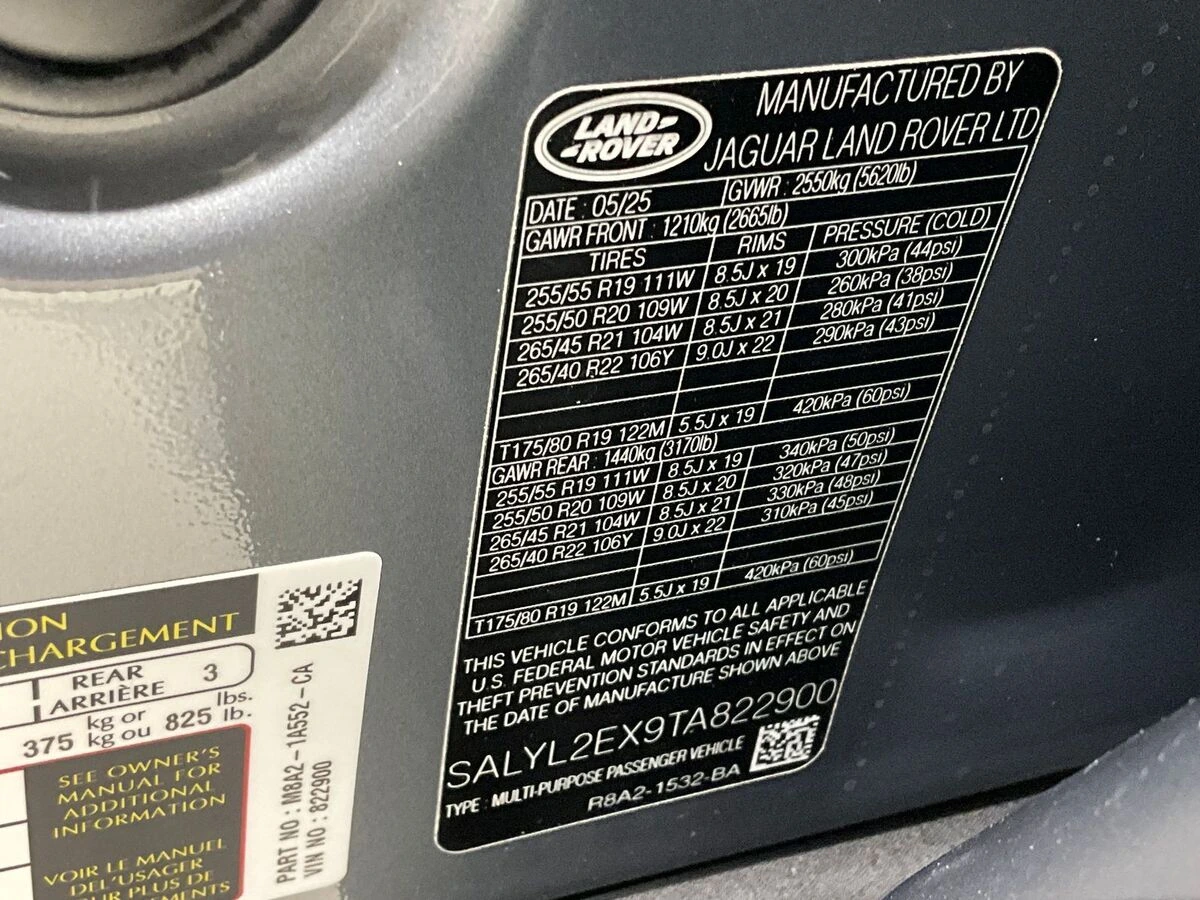 LAND-
-ROVER
MANUFACTURED BY
JAGUAR LAND ROVER LTD
DATE : 05/25 GVWR : 2550kg (5620lb)
GAWR FRONT : 1210kg (2665lb)
TIRES RIMS PRESSURE (COLD)
255/55 R19 111W 8.5J x 19 300kPa (44psi)
255/50 R20 109W 8.5J x 20 260kPa (38psi)
265/45 R21 104W 8.5J x 21 280kPa (41psi)
265/40 R22 106Y 9.0J x 22 290kPa (43psi)
T175/80 R19 122M 5.5J x 19 420kPa (60psi)
GAWR REAR : 1440kg (3170lb)
255/55 R19 111W 8.5J x 19 340kPa (50psi)
255/50 R20 109W 8.5J x 20 320kPa (47psi)
265/45 R21 104W 8.5J x 21 330kPa (48psi)
265/40 R22 106Y 9.0J x 22 310kPa (45psi)
T175/80 R19 122M 5.5J x 19 420kPa (60psi)
THIS VEHICLE CONFORMS TO ALL APPLICABLE
U.S. FEDERAL MOTOR VEHICLE SAFETY AND
THEFT PREVENTION STANDARDS IN EFFECT ON
THE DATE OF MANUFACTURE SHOWN ABOVE
SALYL2EX9TA822900
TYPE : MULTI-PURPOSE PASSENGER VEHICLE
R8A2-1532-BA
ION
CHARGEMENT
REAR
ARRIÈRE 3
375 kg or kg ou 825 lbs. lb.
SEE OWNER'S
MANUAL FOR
ADDITIONAL
INFORMATION
VOIR LE MANUEL
DEL'USAGER
UR PLUS DE
EMENTS
PART NO : M8A2-1A552-CA
VIN NO : 822900